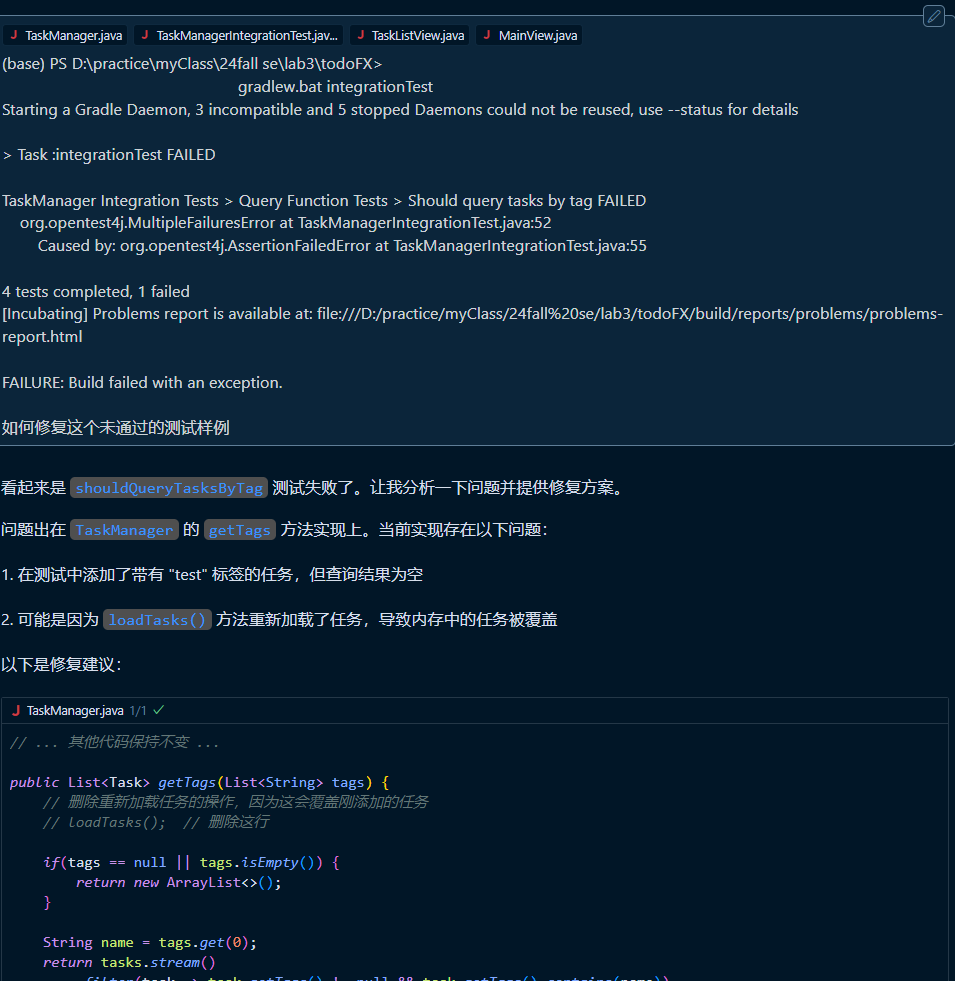 TaskManager.java TaskManagerIntegrationTest.jav... TaskListView.java MainView.java
(base) PS D:\practice\myClass\24fall se\lab3\todoFX>
gradlew.bat integrationTest
Starting a Gradle Daemon, 3 incompatible and 5 stopped Daemons could not be reused, use --status for details
> Task :integrationTest FAILED
TaskManager Integration Tests > Query Function Tests > Should query tasks by tag FAILED
org.opentest4j.MultipleFailuresError at TaskManagerIntegrationTest.java:52
Caused by: org.opentest4j.AssertionFailedError at TaskManagerIntegrationTest.java:55
4 tests completed, 1 failed
[Incubating] Problems report is available at: file:///D:/practice/myClass/24fall%20se/lab3/todoFX/build/reports/problems/problems-
report.html
FAILURE: Build failed with an exception.
如何修复这个未通过的测试样例
看起来是 shouldQueryTasksByTag 测试失败了。让我分析一下问题并提供修复方案。
问题出在 TaskManager 的 getTags 方法实现上。当前实现存在以下问题：
1. 在测试中添加了带有 "test" 标签的任务，但查询结果为空
2. 可能是因为 loadTasks() 方法重新加载了任务，导致内存中的任务被覆盖
以下是修复建议：
TaskManager.java 1/1
// ... 其他代码保持不变 ...
public List<Task> getTags(List<String> tags) {
// 删除重新加载任务的操作，因为这会覆盖刚添加的任务
// loadTasks(); // 删除这行
if(tags == null || tags.isEmpty()) {
return new ArrayList<>();
}
String name = tags.get(0);
return tasks.stream()